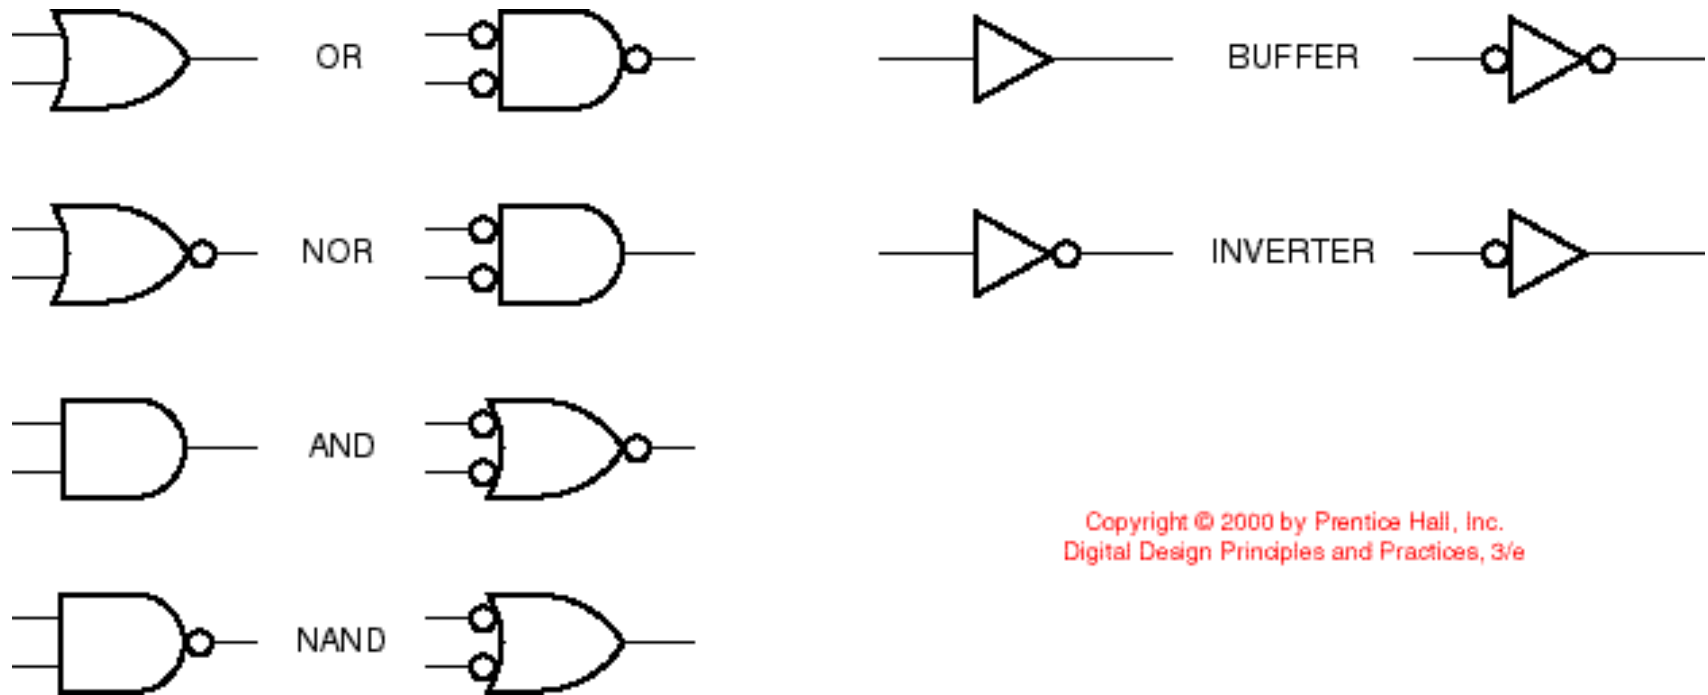 OR
BUFFER
NOR
INVERTER
AND
NAND
Copyright © 2000 by Prentice Hall, Inc.
Digital Design Principles and Practices, 3/e